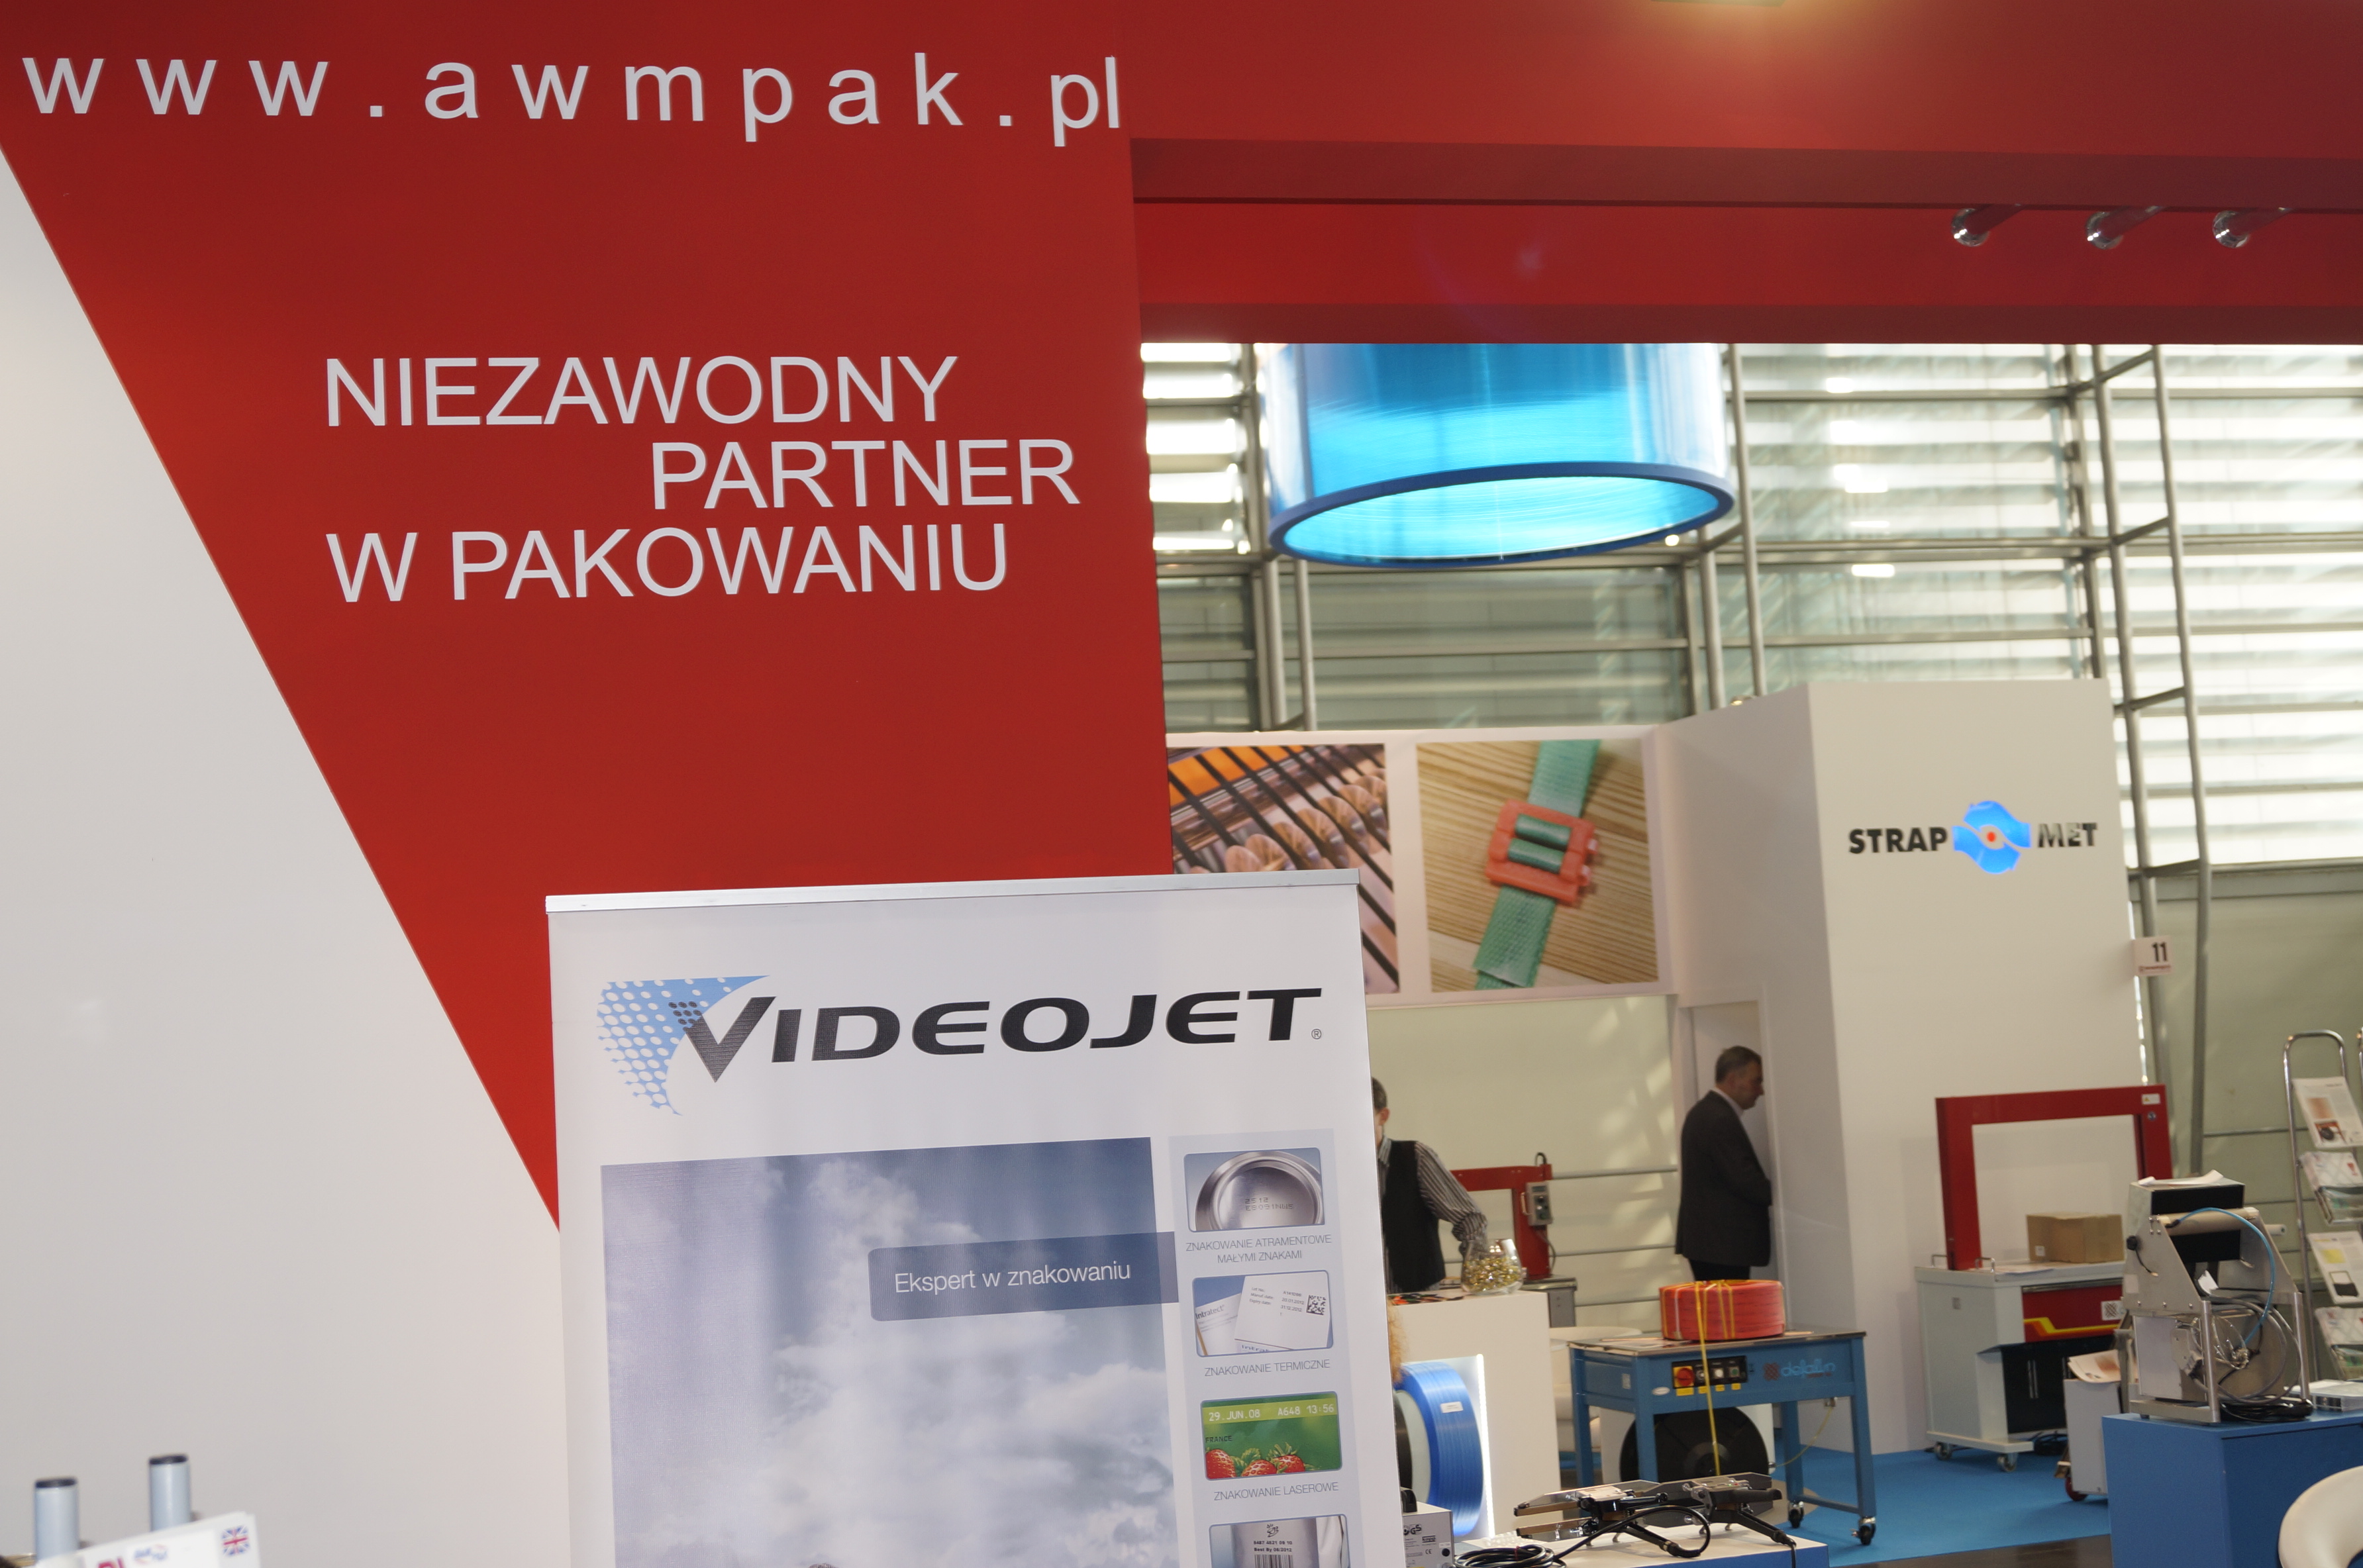 www.awmpak.pl
NIEZAWODNY
PARTNER
W PAKOWANIU
STRAP MET
11
VIDEOJET®
Ekspert w znakowaniu
ZNAKOWANIE ATRAMENTOWE
MAŁYMI ZNAKAMI
ZNAKOWANIE TERMICZNE
29.JUN.08 A648 13:56
FRANCE
ZNAKOWANIE LASEROWE